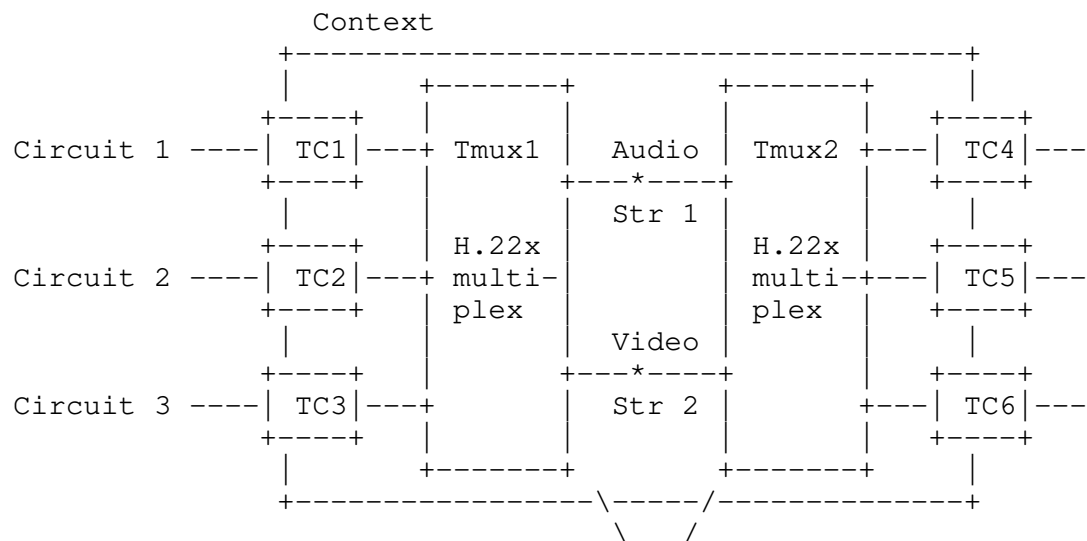 Context
Circuit 1 ----| TC1|---+ Tmux1 | Audio | Tmux2 +---| TC4|---
Str 1
H.22x H.22x
Circuit 2 ----| TC2|---+ multi-| multi-+---| TC5|---
plex plex
Video
Circuit 3 ----| TC3|---+ Str 2 | +---| TC6|---